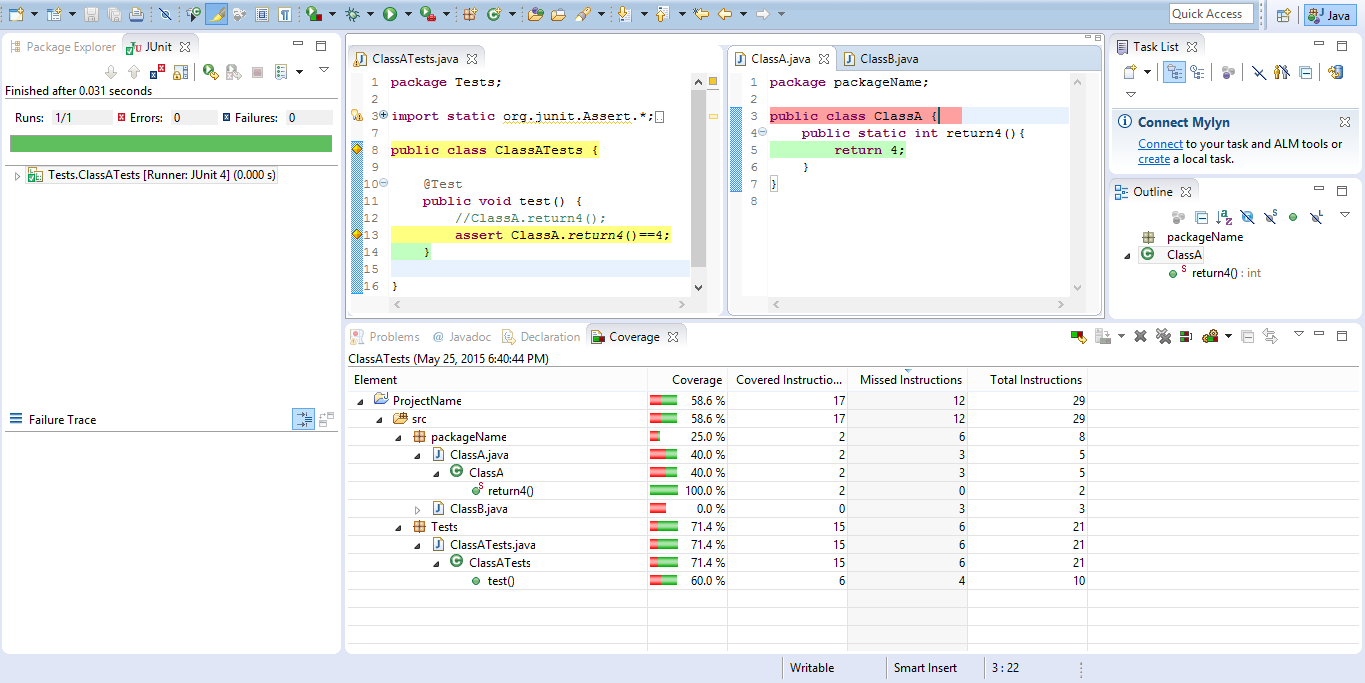 Quick Access
Java
Package Explorer
JUnit
Finished after 0.031 seconds
Runs: 1/1
Errors: 0
Failures: 0
Tests.ClassATests [Runner: JUnit 4] (0.000 s)
Failure Trace
ClassATests.java
1 package Tests;
2
3 import static org.junit.Assert.*;
7
8 public class ClassATests {
9
10 @Test
11 public void test() {
12 //ClassA.return4();
13 assert ClassA.return4()==4;
14 }
15
16 }
ClassA.java
ClassB.java
1 package packageName;
2
3 public class ClassA {
4 public static int return4(){
5 return 4;
6 }
7 }
8
Task List
Connect Mylyn
Connect to your task and ALM tools or
create a local task.
Outline
packageName
ClassA
return4() : int
Problems
@ Javadoc
Declaration
Coverage
ClassATests (May 25, 2015 6:40:44 PM)
Element Coverage Covered Instructio... Missed Instructions Total Instructions
ProjectName 58.6 % 17 12 29
src 58.6 % 17 12 29
packageName 25.0 % 2 6 8
ClassA.java 40.0 % 2 3 5
ClassA 40.0 % 2 3 5
return4() 100.0 % 2 0 2
ClassB.java 0.0 % 0 3 3
Tests 71.4 % 15 6 21
ClassATests.java 71.4 % 15 6 21
ClassATests 71.4 % 15 6 21
test() 60.0 % 6 4 10
Writable
Smart Insert
3 : 22